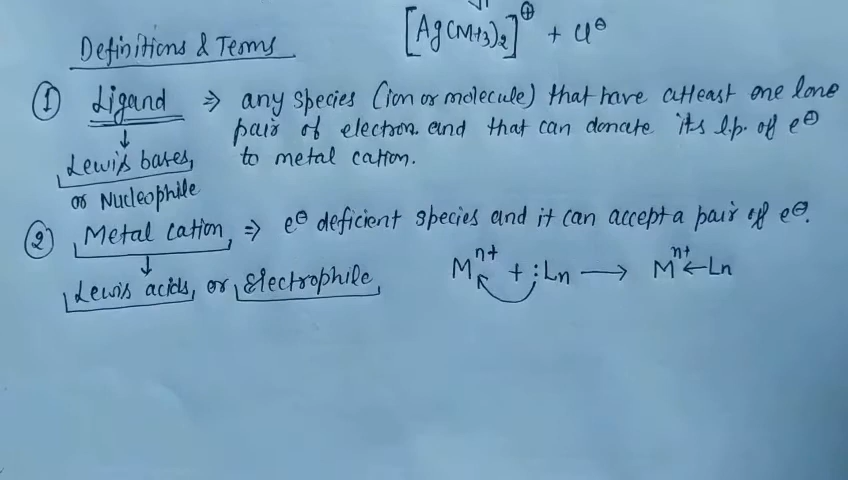 [Ag(NH3)2]⊕ + Cl⊖
Definitions & Terms
① Ligand ⇒ any species (ion or molecule) that have atleast one lone
pair of electron and that can donate its l.p. of e⊖
to metal cation.
↓
Lewis bases,
or Nucleophile
② Metal cation, ⇒ e⊖ deficient species and it can accept a pair of e⊖.
↓
Lewis acids, or Electrophile
Mⁿ⁺ + :Ln ⟶ Mⁿ⁺←Ln